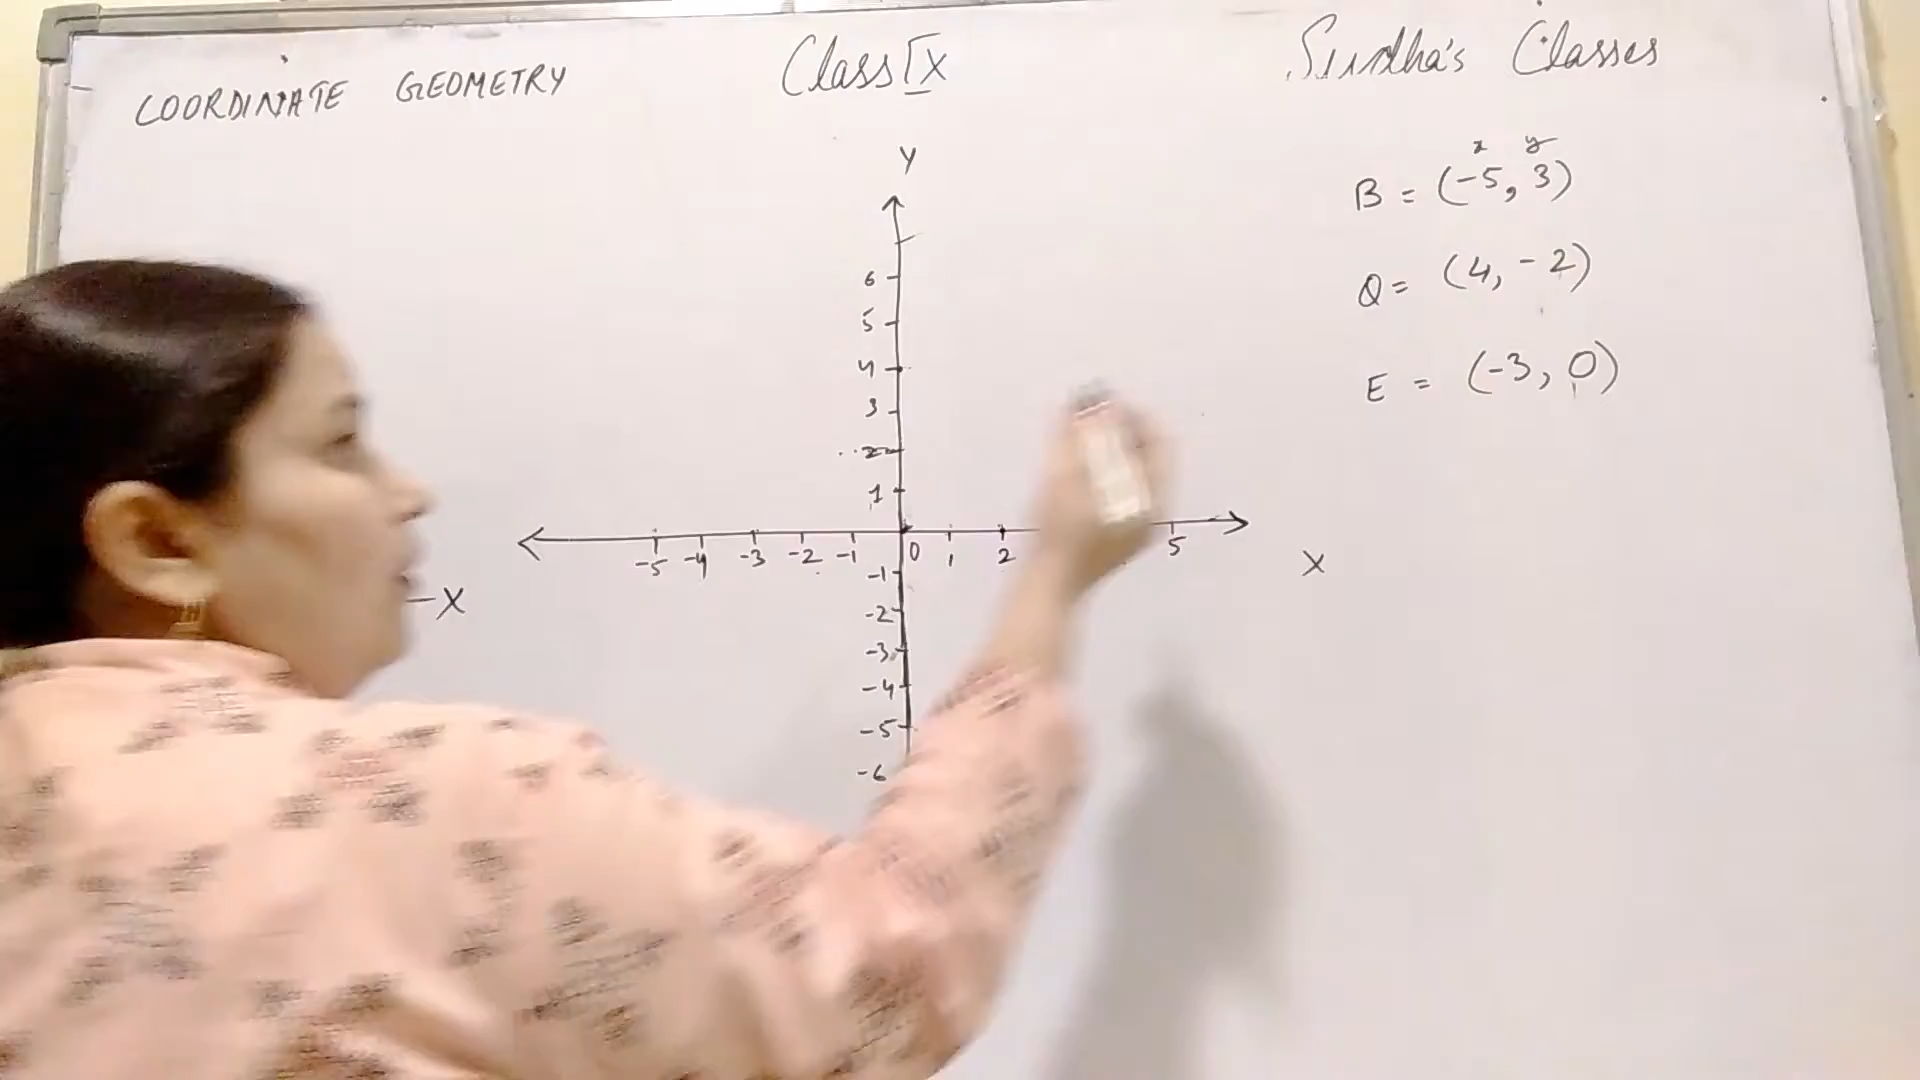 COORDINATE GEOMETRY
Class IX
Sudha's Classes
x y
B = (-5, 3)
Q = (4, -2)
E = (-3, 0)
Y
6
5
4
3
2
1
-5 -4 -3 -2 -1 0 1 2 5
X
-X
-1
-2
-3
-4
-5
-6